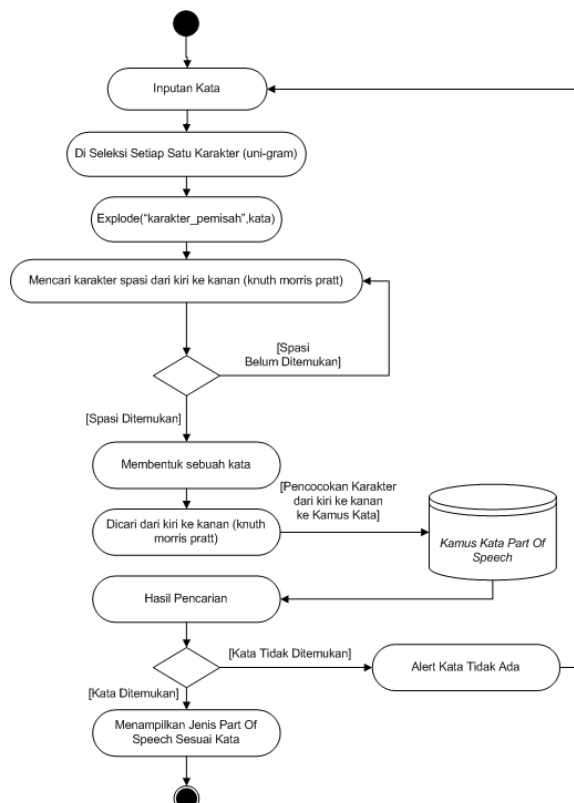 Inputan Kata
Di Seleksi Setiap Satu Karakter (uni-gram)
Explode("karakter_pemisah",kata)
Mencari karakter spasi dari kiri ke kanan (knuth morris pratt)
[Spasi
Belum Ditemukan]
[Spasi Ditemukan]
Membentuk sebuah kata
[Pencocokan Karakter
dari kiri ke kanan
ke Kamus Kata]
Dicari dari kiri ke kanan (knuth
morris pratt)
Kamus Kata Part Of
Speech
Hasil Pencarian
[Kata Tidak Ditemukan]
Alert Kata Tidak Ada
[Kata Ditemukan]
Menampilkan Jenis Part Of
Speech Sesuai Kata